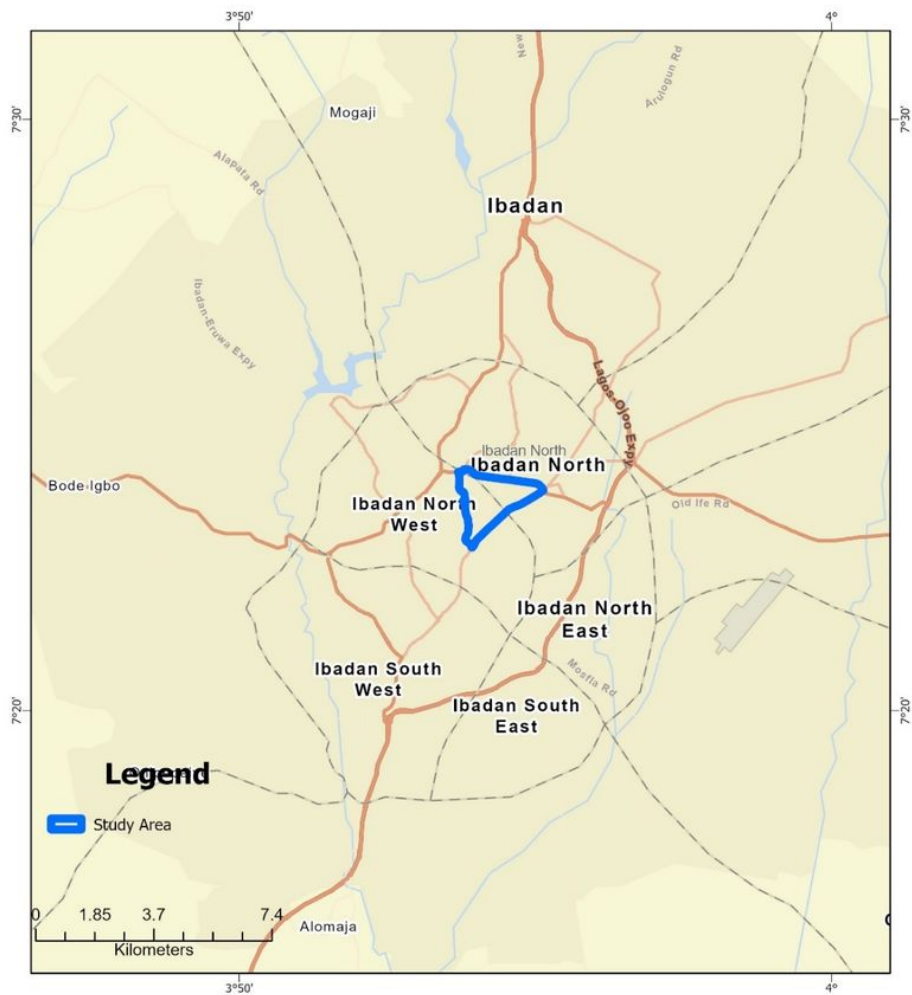 3°50'
4°
New
Arulogun Rd
7°30'
7°30'
Mogaji
Alapata Rd
Ibadan
Ibadan-Eruwa Expy
Lagos-Ojoo Expy
Ibadan North
Ibadan North
Bode Igbo
Ibadan North
West
Old Ife Rd
Ibadan North
East
Ibadan South
West
Mosfla Rd
Ibadan South
East
7°20'
7°20'
Legend
Study Area
0 1.85 3.7 7.4
Kilometers
Alomaja
3°50'
4°